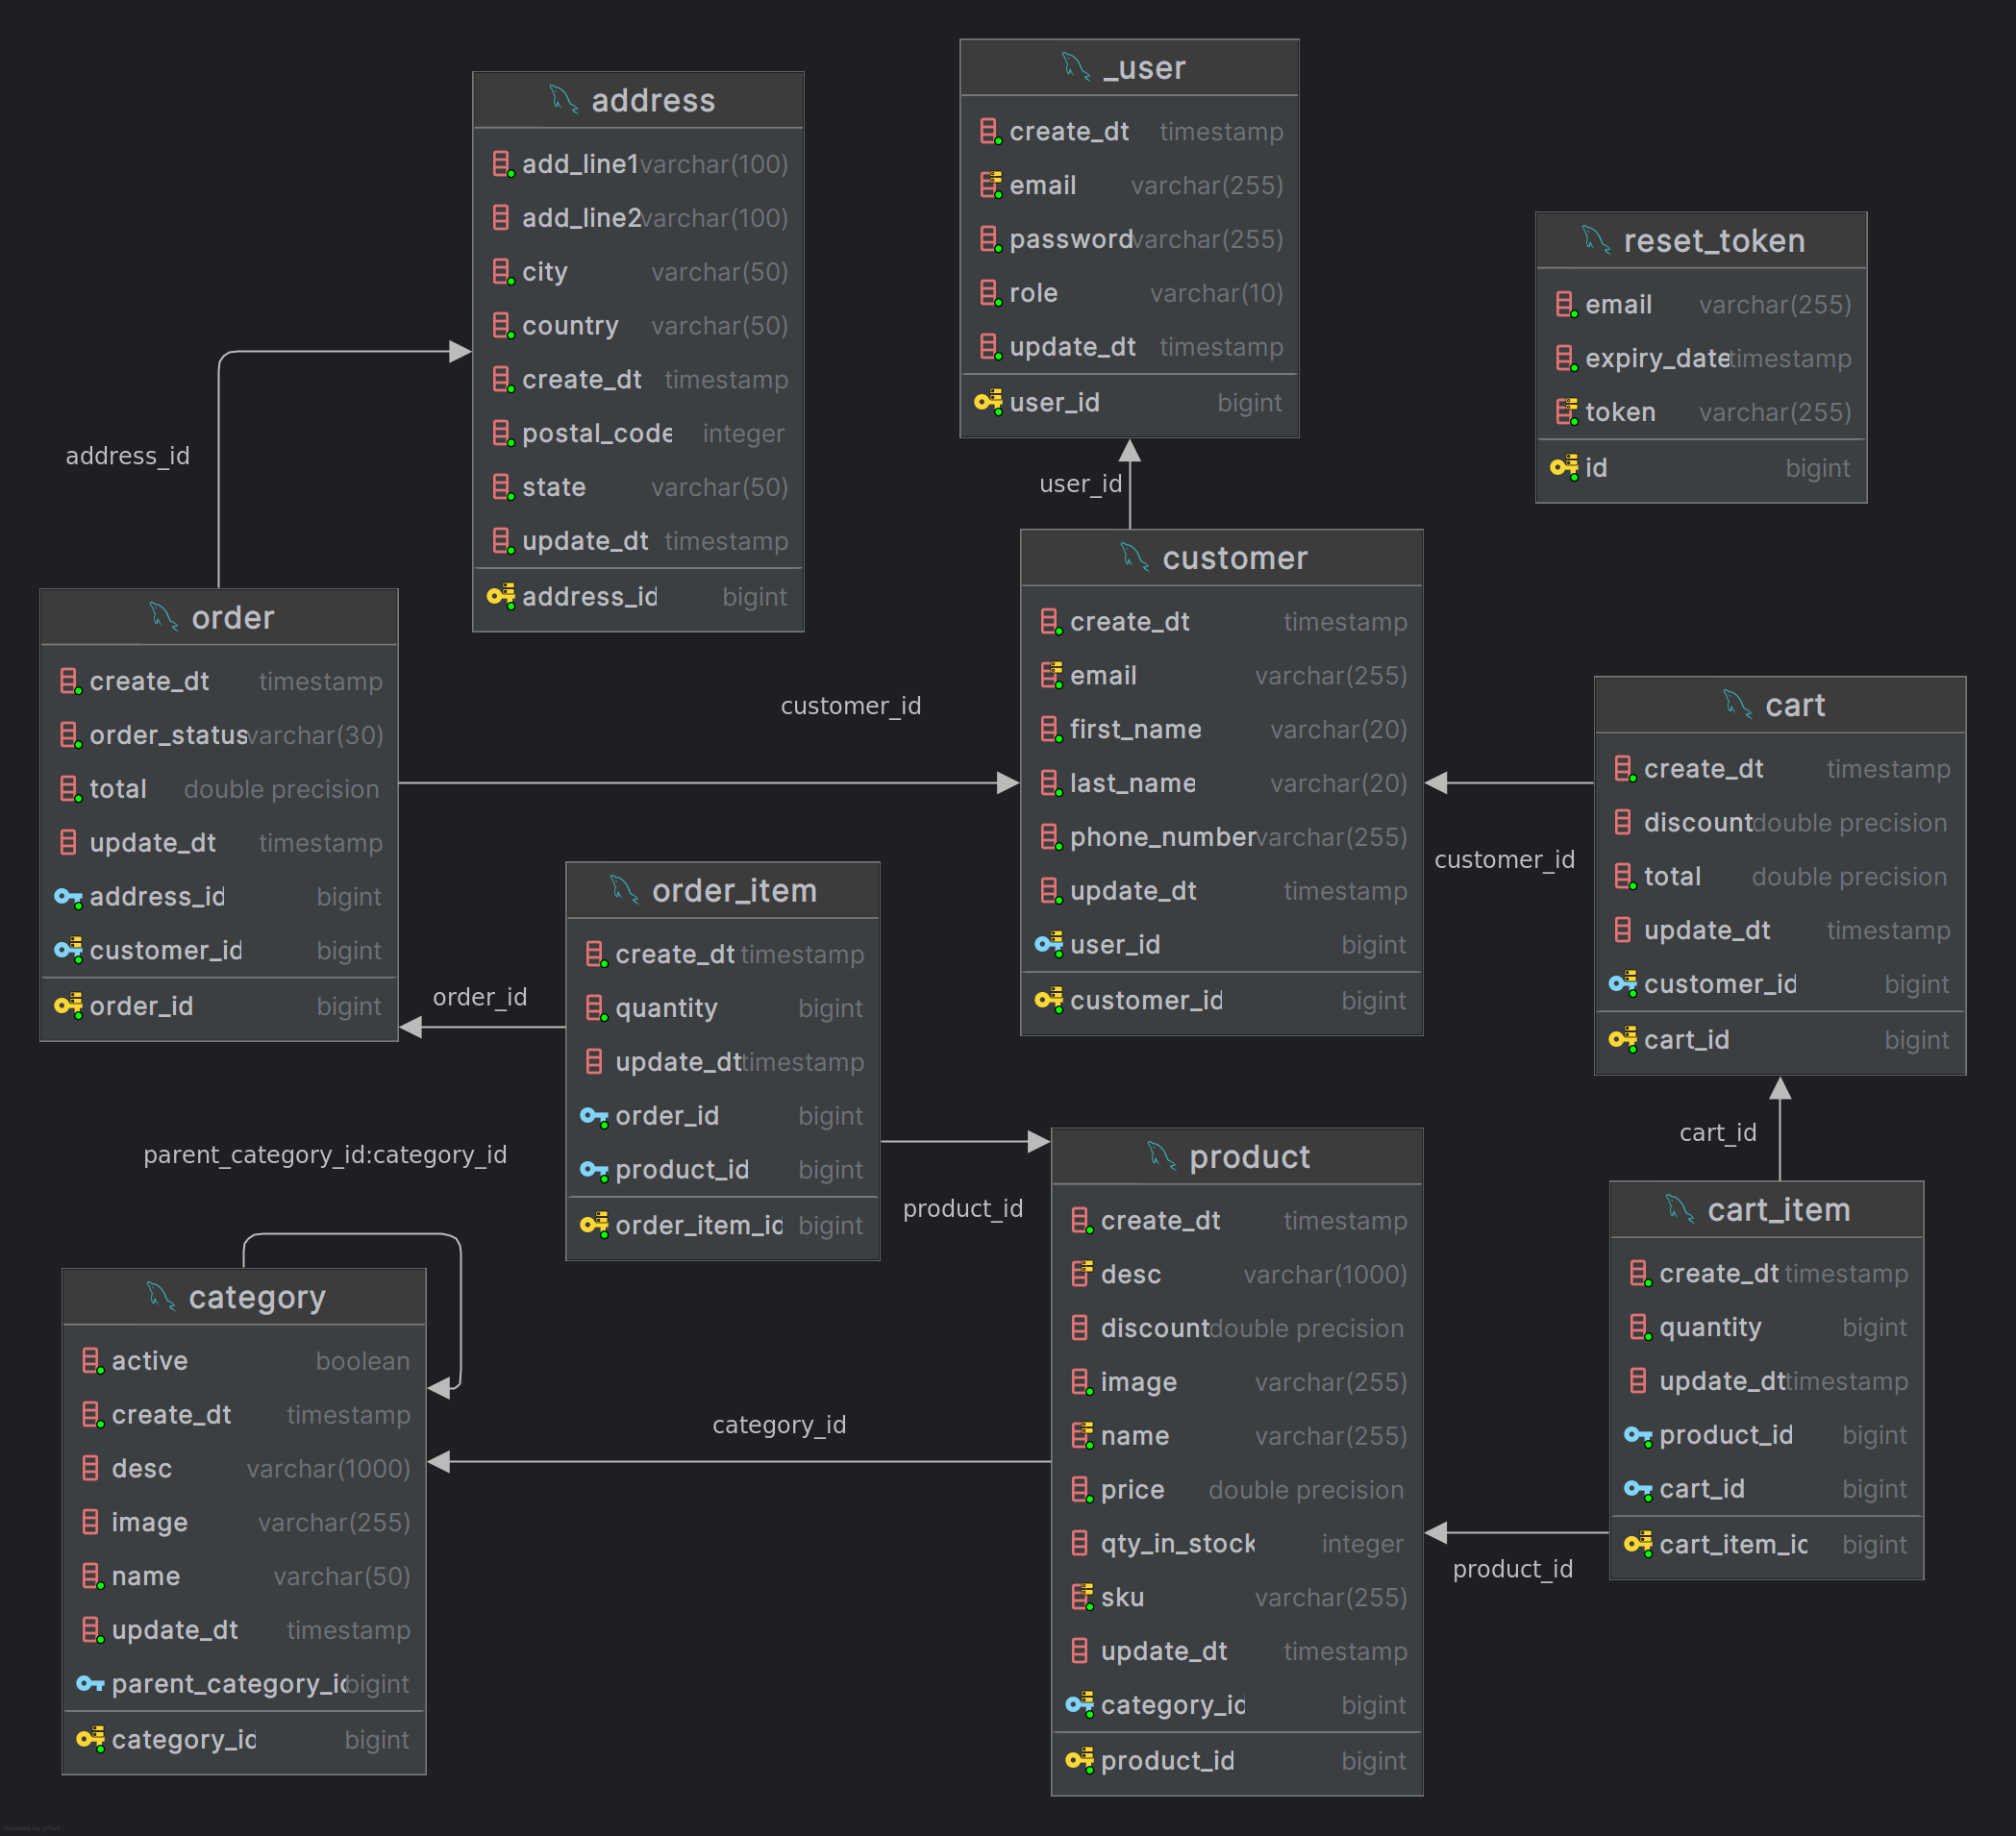 address
add_line1 varchar(100)
add_line2 varchar(100)
city varchar(50)
country varchar(50)
create_dt timestamp
postal_code integer
state varchar(50)
update_dt timestamp
address_id bigint
_user
create_dt timestamp
email varchar(255)
password varchar(255)
role varchar(10)
update_dt timestamp
user_id bigint
reset_token
email varchar(255)
expiry_date timestamp
token varchar(255)
id bigint
address_id
user_id
order
create_dt timestamp
order_status varchar(30)
total double precision
update_dt timestamp
address_id bigint
customer_id bigint
order_id bigint
customer_id
customer
create_dt timestamp
email varchar(255)
first_name varchar(20)
last_name varchar(20)
phone_number varchar(255)
update_dt timestamp
user_id bigint
customer_id bigint
customer_id
cart
create_dt timestamp
discount double precision
total double precision
update_dt timestamp
customer_id bigint
cart_id bigint
order_id
order_item
create_dt timestamp
quantity bigint
update_dt timestamp
order_id bigint
product_id bigint
order_item_id bigint
product_id
cart_id
parent_category_id:category_id
category
active boolean
create_dt timestamp
desc varchar(1000)
image varchar(255)
name varchar(50)
update_dt timestamp
parent_category_id bigint
category_id bigint
category_id
product
create_dt timestamp
desc varchar(1000)
discount double precision
image varchar(255)
name varchar(255)
price double precision
qty_in_stock integer
sku varchar(255)
update_dt timestamp
category_id bigint
product_id bigint
product_id
cart_item
create_dt timestamp
quantity bigint
update_dt timestamp
product_id bigint
cart_id bigint
cart_item_id bigint
Powered by yFiles